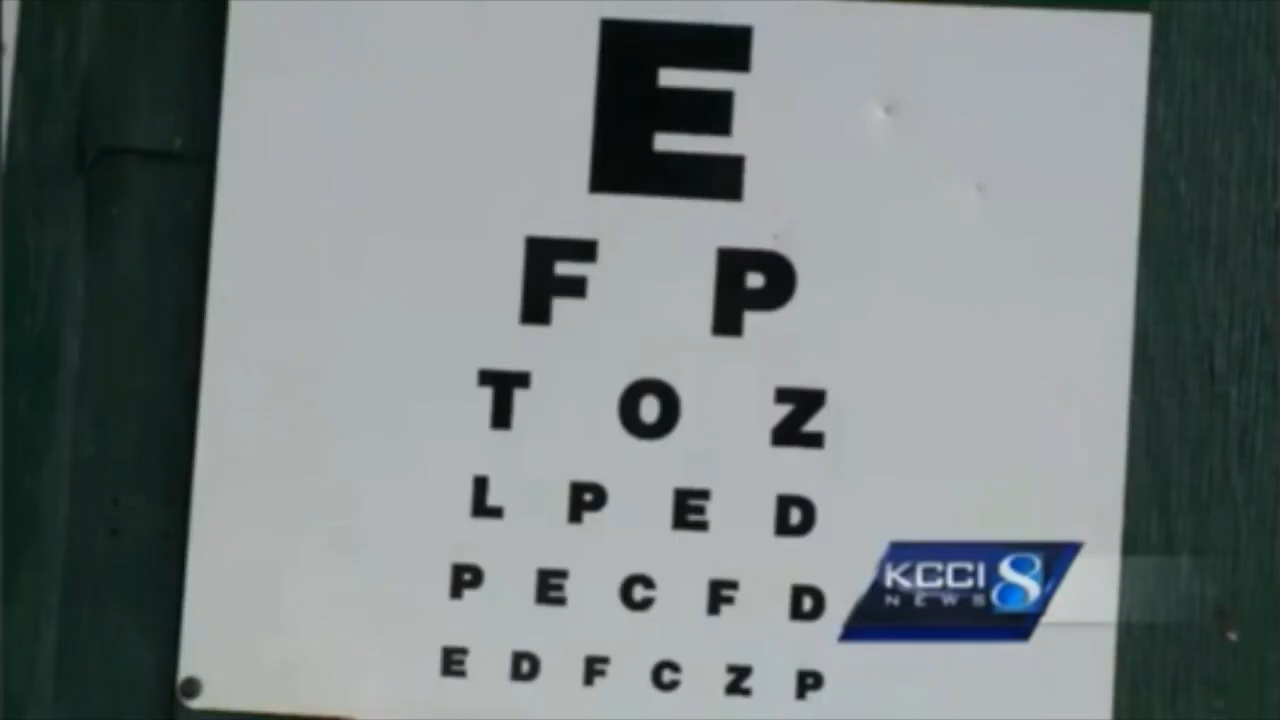 E
F P
T O Z
L P E D
P E C F D
E D F C Z P
KCCI 8
NEWS